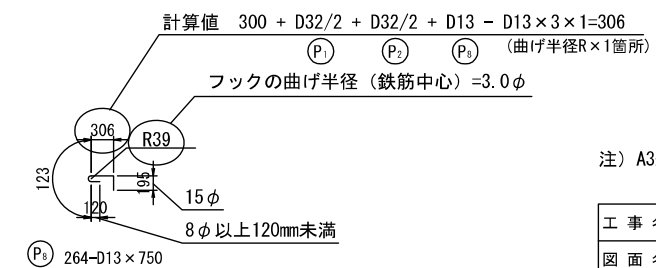 計算値 300 + D32/2 + D32/2 + D13 - D13×3×1=306
P1 P2 P8 (曲げ半径R×1箇所)
フックの曲げ半径（鉄筋中心）=3.0φ
306
R39
注）A3
123
195
15φ
120
8φ以上120mm未満
工 事 名
図 面 名
P8 264-D13×750